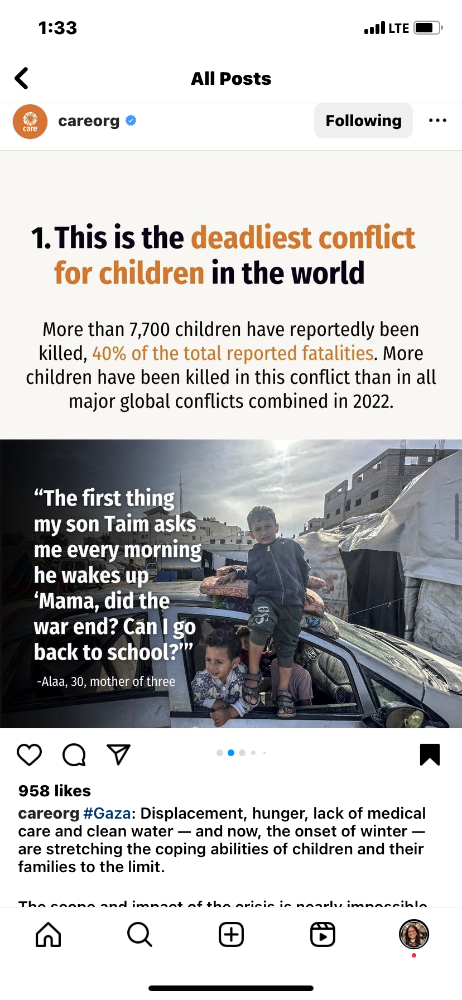 1:33
LTE
All Posts
care
careorg
Following
1. This is the deadliest conflict
for children in the world
More than 7,700 children have reportedly been
killed, 40% of the total reported fatalities. More
children have been killed in this conflict than in all
major global conflicts combined in 2022.
“The first thing
my son Taim asks
me every morning
he wakes up
‘Mama, did the
war end? Can I go
back to school?’”
-Alaa, 30, mother of three
958 likes
careorg #Gaza: Displacement, hunger, lack of medical
care and clean water — and now, the onset of winter —
are stretching the coping abilities of children and their
families to the limit.
The scope and impact of the crisis is nearly impossible